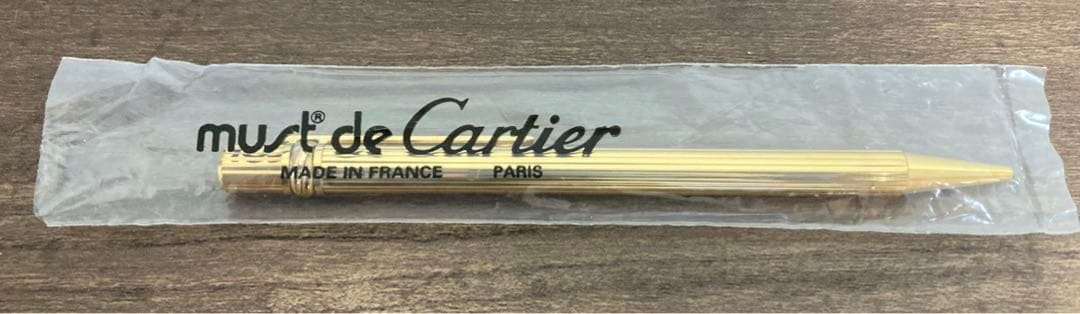 must® de Cartier
MADE IN FRANCE PARIS